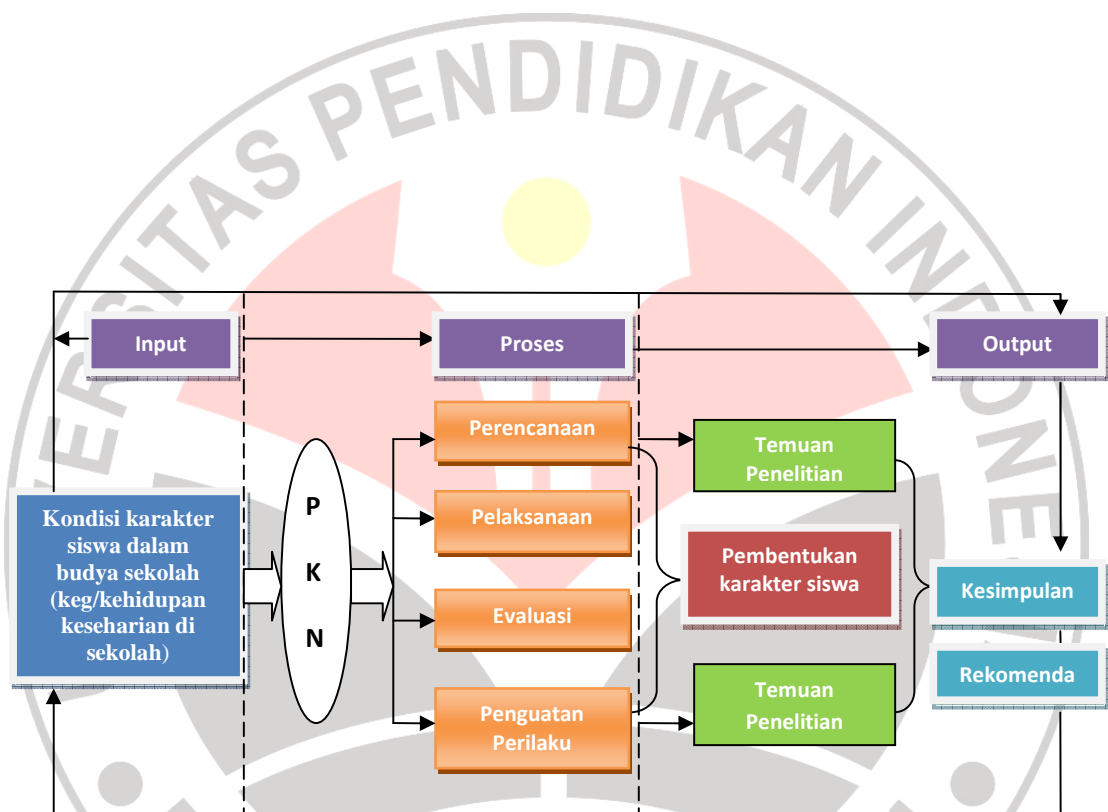 UNIVERSITAS PENDIDIKAN INDONE
Input
Proses
Output
Kondisi karakter
siswa dalam
budya sekolah
(keg/kehidupan
keseharian di
sekolah)
P
K
N
Perencanaan
Pelaksanaan
Evaluasi
Penguatan
Perilaku
Temuan
Penelitian
Pembentukan
karakter siswa
Temuan
Penelitian
Kesimpulan
Rekomenda